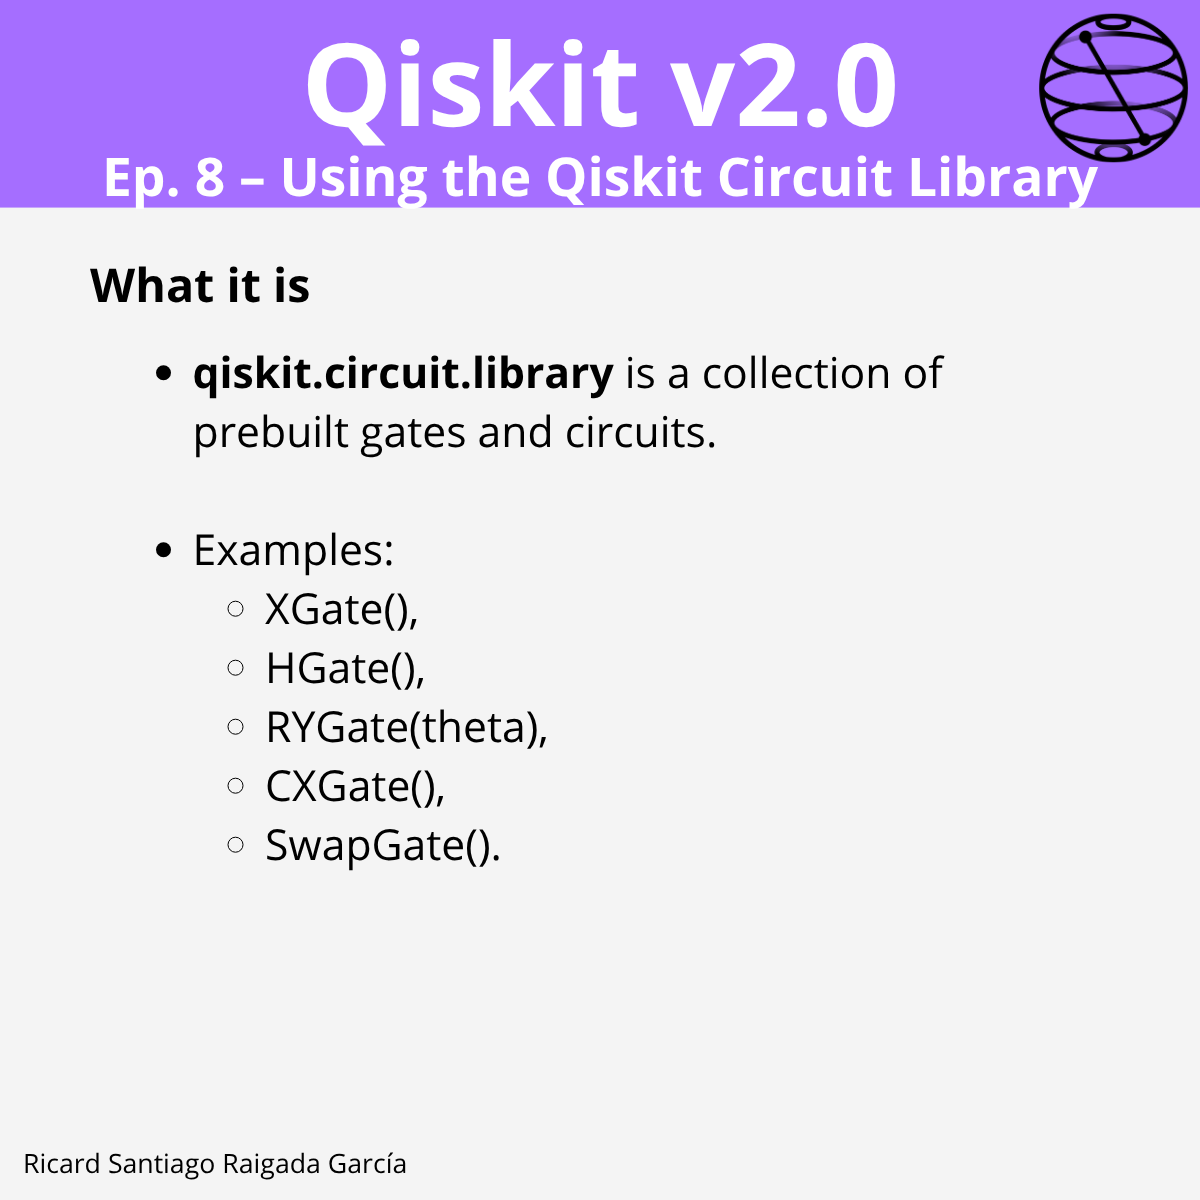 Qiskit v2.0
Ep. 8 – Using the Qiskit Circuit Library
What it is
qiskit.circuit.library is a collection of
prebuilt gates and circuits.
Examples:
XGate(),
HGate(),
RYGate(theta),
CXGate(),
SwapGate().
Ricard Santiago Raigada García